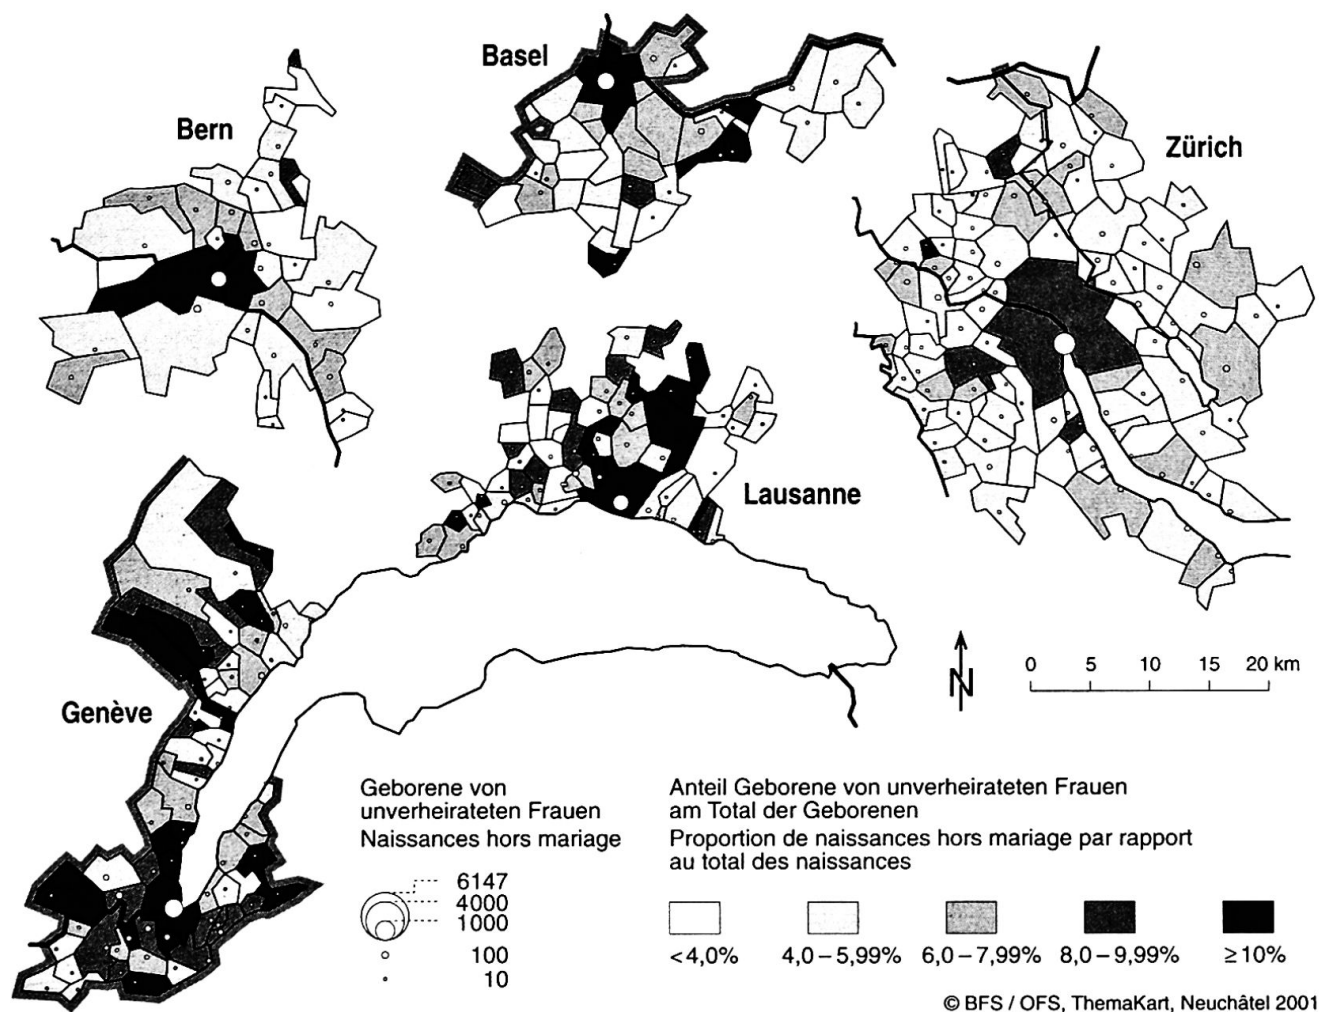 Basel
Bern
Zürich
Lausanne
Genève
N
0 5 10 15 20 km
Geborene von
unverheirateten Frauen
Naissances hors mariage
6147
4000
1000
100
10
Anteil Geborene von unverheirateten Frauen
am Total der Geborenen
Proportion de naissances hors mariage par rapport
au total des naissances
<4,0% 4,0–5,99% 6,0–7,99% 8,0–9,99% ≥10%
© BFS / OFS, ThemaKart, Neuchâtel 2001